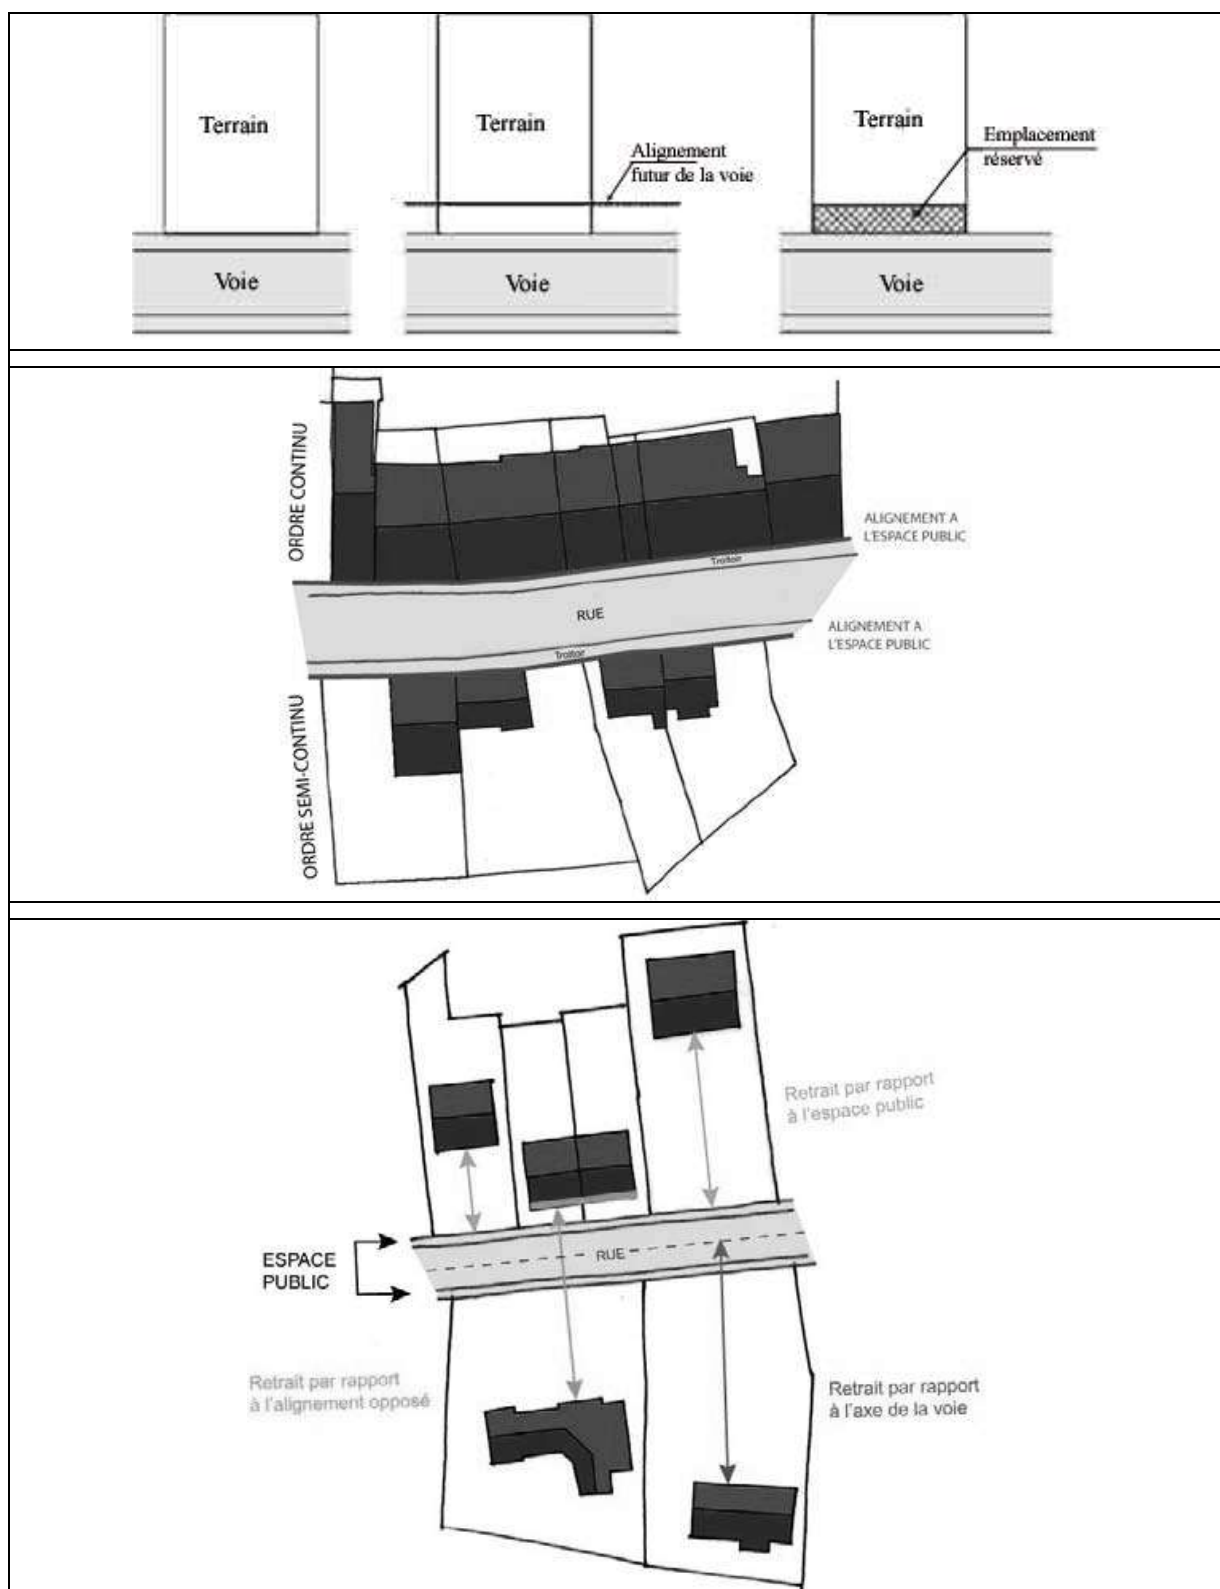 Terrain
Terrain
Terrain
Alignement
futur de la voie
Emplacement
réservé
Voie
Voie
Voie
ORDRE CONTINU
ALIGNEMENT A
L'ESPACE PUBLIC
Trottoir
RUE
ALIGNEMENT A
L'ESPACE PUBLIC
Trottoir
ORDRE SEMI-CONTINU
Retrait par rapport
à l'espace public
ESPACE
PUBLIC
RUE
Retrait par rapport
à l'alignement opposé
Retrait par rapport
à l'axe de la voie